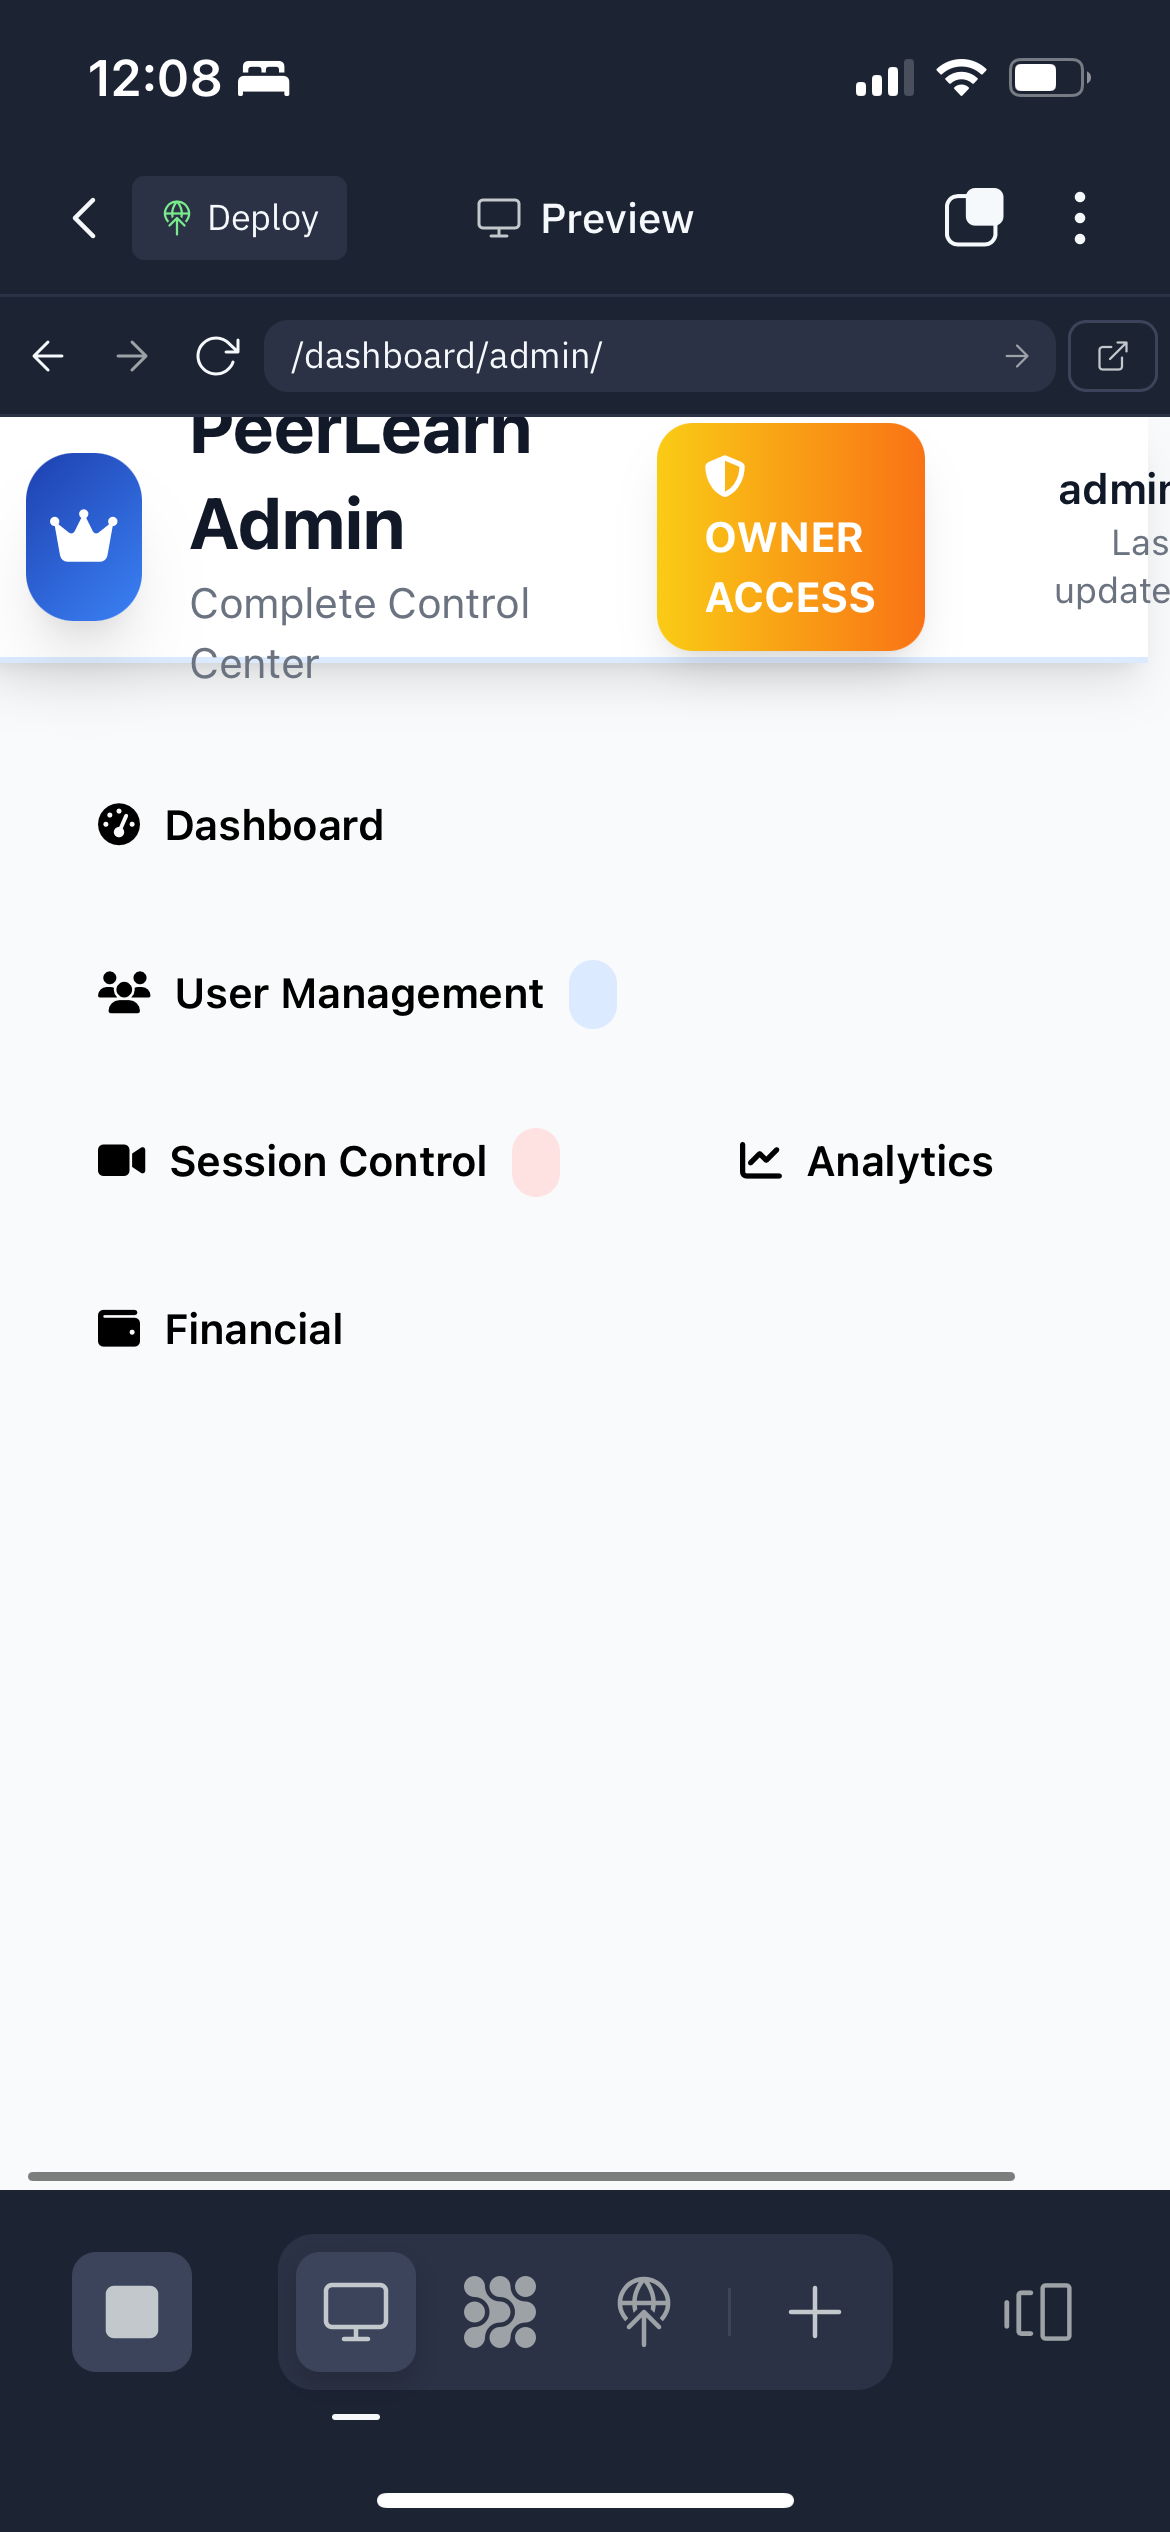 12:08
Deploy
Preview
/dashboard/admin/
PeerLearn
Admin
Complete Control
Center
OWNER
ACCESS
admin
Las
update
Dashboard
User Management
Session Control
Analytics
Financial